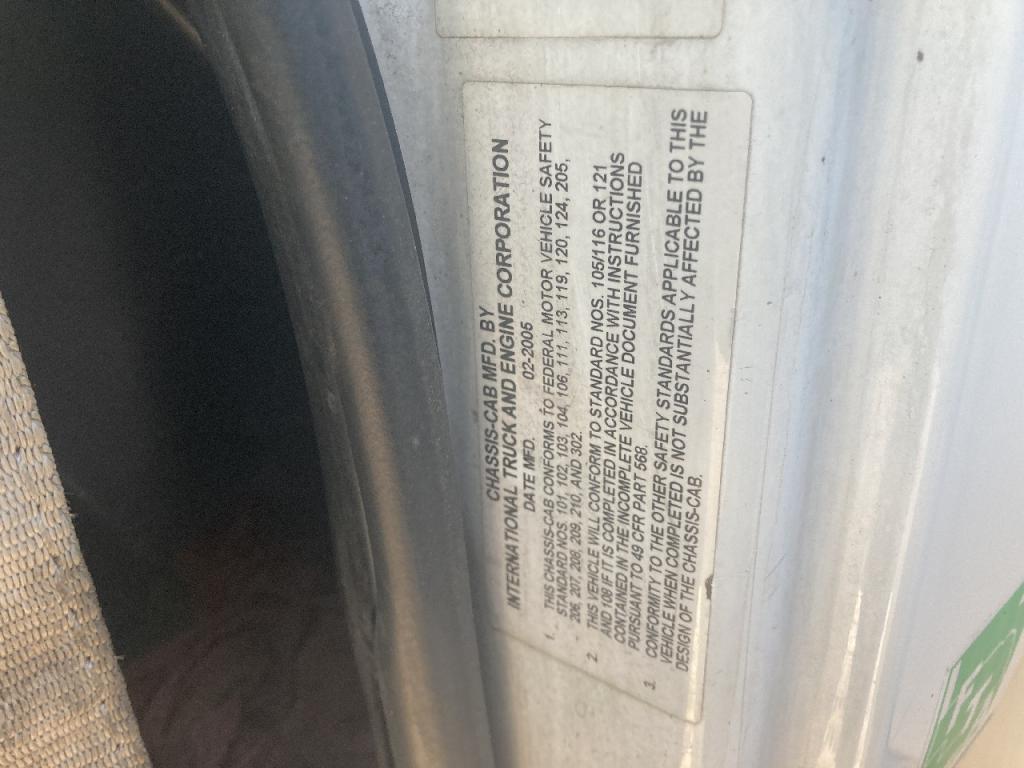 CHASSIS-CAB MFD. BY
INTERNATIONAL TRUCK AND ENGINE CORPORATION
DATE MFD. 02-2005
1. THIS CHASSIS-CAB CONFORMS TO FEDERAL MOTOR VEHICLE SAFETY
STANDARD NOS. 101, 102, 103, 104, 106, 111, 113, 119, 120, 124, 205,
206, 207, 208, 209, 210, AND 302.
2. THIS VEHICLE WILL CONFORM TO STANDARD NOS. 105/116 OR 121
AND 108 IF IT IS COMPLETED IN ACCORDANCE WITH INSTRUCTIONS
CONTAINED IN THE INCOMPLETE VEHICLE DOCUMENT FURNISHED
PURSUANT TO 49 CFR PART 568.
3. CONFORMITY TO THE OTHER SAFETY STANDARDS APPLICABLE TO THIS
VEHICLE WHEN COMPLETED IS NOT SUBSTANTIALLY AFFECTED BY THE
DESIGN OF THE CHASSIS-CAB.